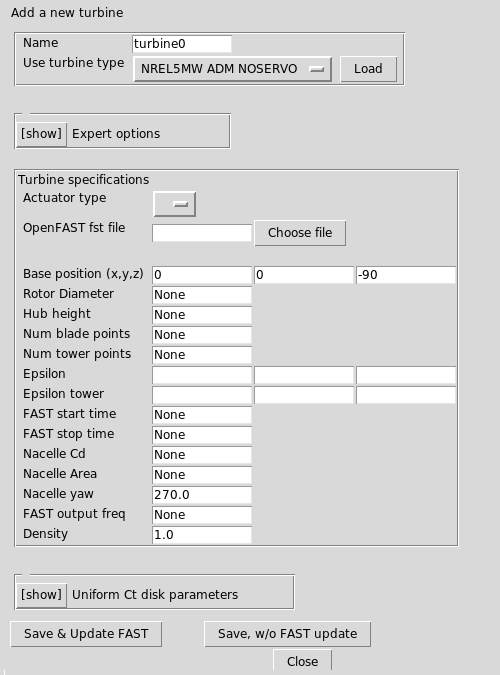 Add a new turbine
Name turbine0
Use turbine type NREL5MW ADM NOSERVO Load
[show] Expert options
Turbine specifications
Actuator type
OpenFAST fst file Choose file
Base position (x,y,z) 0 0 -90
Rotor Diameter None
Hub height None
Num blade points None
Num tower points None
Epsilon
Epsilon tower
FAST start time None
FAST stop time None
Nacelle Cd None
Nacelle Area None
Nacelle yaw 270.0
FAST output freq None
Density 1.0
[show] Uniform Ct disk parameters
Save & Update FAST Save, w/o FAST update
Close